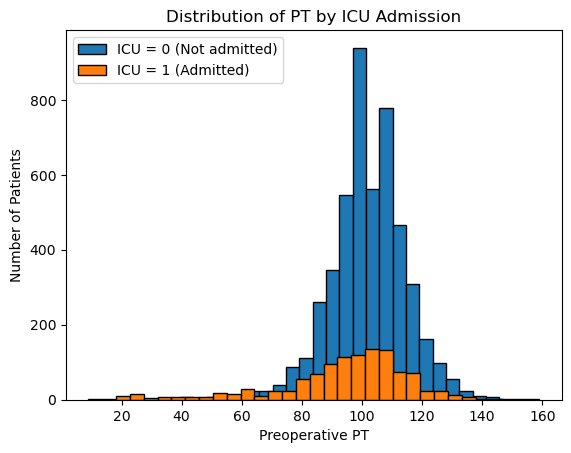 Distribution of PT by ICU Admission
ICU = 0 (Not admitted)
ICU = 1 (Admitted)
Number of Patients
800
600
400
200
0
20 40 60 80 100 120 140 160
Preoperative PT